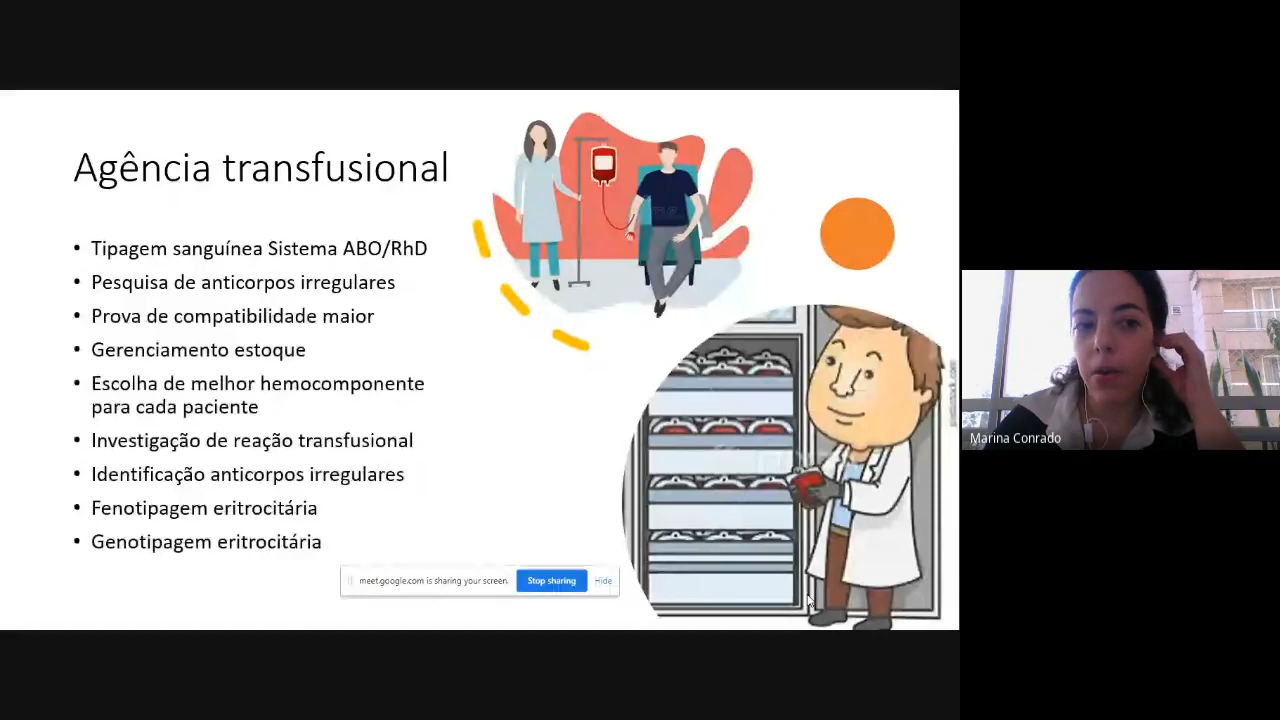 Agência transfusional
• Tipagem sanguínea Sistema ABO/RhD
• Pesquisa de anticorpos irregulares
• Prova de compatibilidade maior
• Gerenciamento estoque
• Escolha de melhor hemocomponente
para cada paciente
• Investigação de reação transfusional
• Identificação anticorpos irregulares
• Fenotipagem eritrocitária
• Genotipagem eritrocitária
meet.google.com is sharing your screen.
Stop sharing
Hide
Marina Conrado